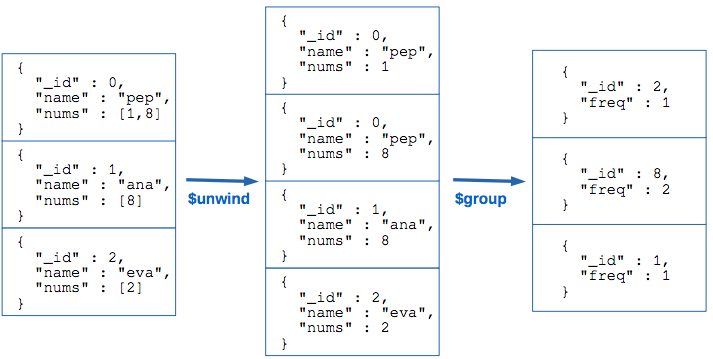 {
"_id" : 0,
"name" : "pep",
"nums" : [1,8]
}
{
"_id" : 1,
"name" : "ana",
"nums" : [8]
}
{
"_id" : 2,
"name" : "eva",
"nums" : [2]
}
$unwind
{
"_id" : 0,
"name" : "pep",
"nums" : 1
}
{
"_id" : 0,
"name" : "pep",
"nums" : 8
}
{
"_id" : 1,
"name" : "ana",
"nums" : 8
}
{
"_id" : 2,
"name" : "eva",
"nums" : 2
}
$group
{
"_id" : 2,
"freq" : 1
}
{
"_id" : 8,
"freq" : 2
}
{
"_id" : 1,
"freq" : 1
}